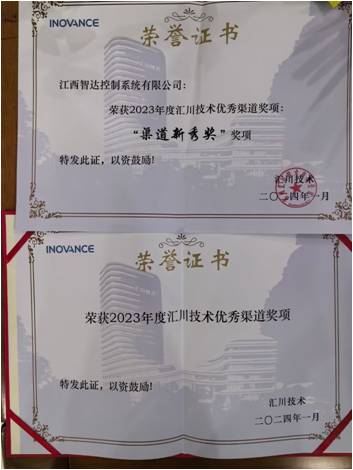 INOVANCE
荣誉证书
江西智达控制系统有限公司:
荣获2023年度汇川技术优秀渠道奖项:
“渠道新秀奖”奖项
特发此证，以资鼓励!
汇川技术
二〇二四年一月
INOVANCE
荣誉证书
荣获2023年度汇川技术优秀渠道奖项
特发此证，以资鼓励!
汇川技术
二〇二四年一月